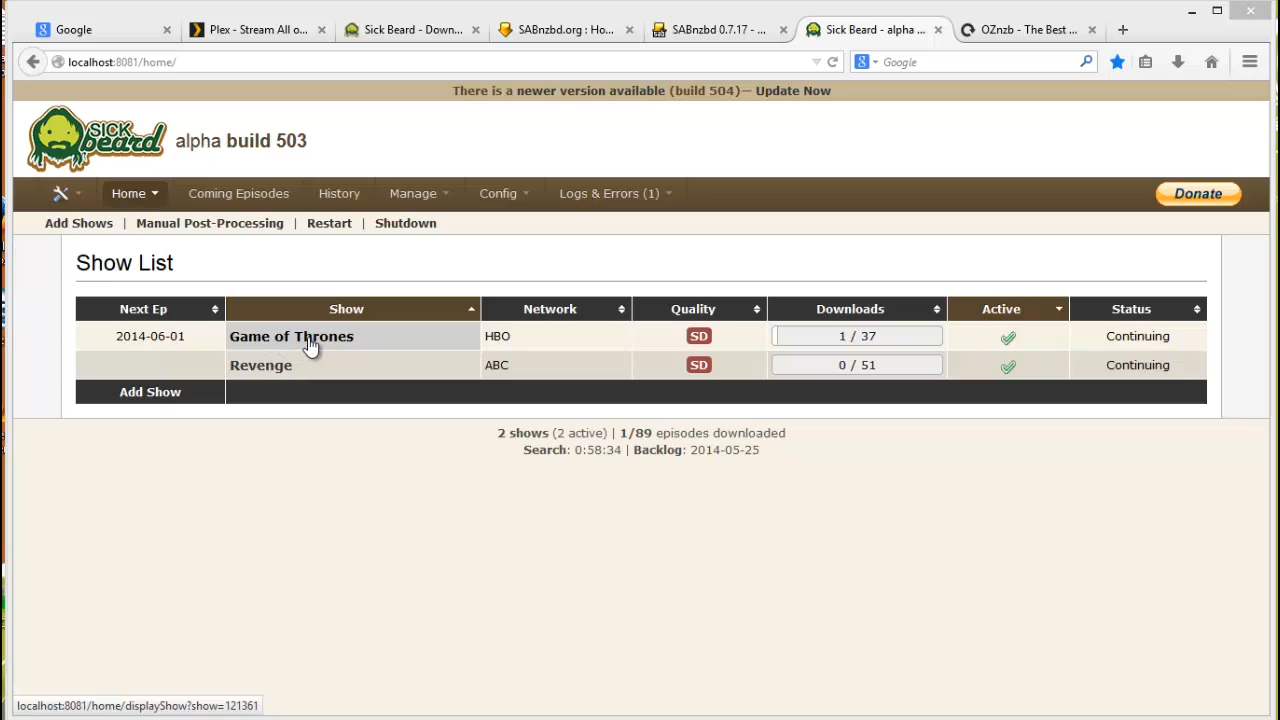 Google
Plex - Stream All o...
Sick Beard - Down...
SABnzbd.org : Ho...
SABnzbd 0.7.17 - ...
Sick Beard - alpha ...
OZnzb - The Best ...
localhost:8081/home/
Google
There is a newer version available (build 504)— Update Now
SICK beard
alpha build 503
Home
Coming Episodes
History
Manage
Config
Logs & Errors (1)
Donate
Add Shows | Manual Post-Processing | Restart | Shutdown
Show List
Next Ep Show Network Quality Downloads Active Status
2014-06-01 Game of Thrones HBO SD 1 / 37 Continuing
Revenge ABC SD 0 / 51 Continuing
Add Show
2 shows (2 active) | 1/89 episodes downloaded
Search: 0:58:34 | Backlog: 2014-05-25
localhost:8081/home/displayShow?show=121361